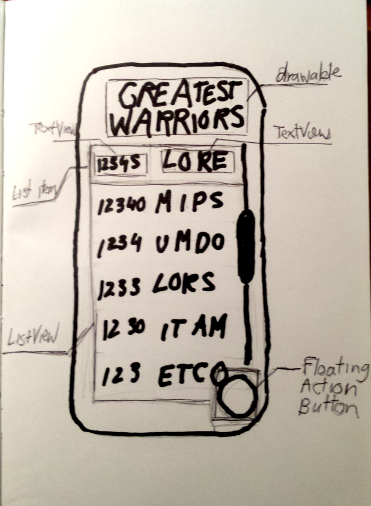 GREATEST
WARRIORS
drawable
TextView
TextView
12345 LORE
List item
12340 MIPS
1234 UMDO
1233 LOKS
ListView
1230 ITAM
123 ETCO
Floating
Action
Button